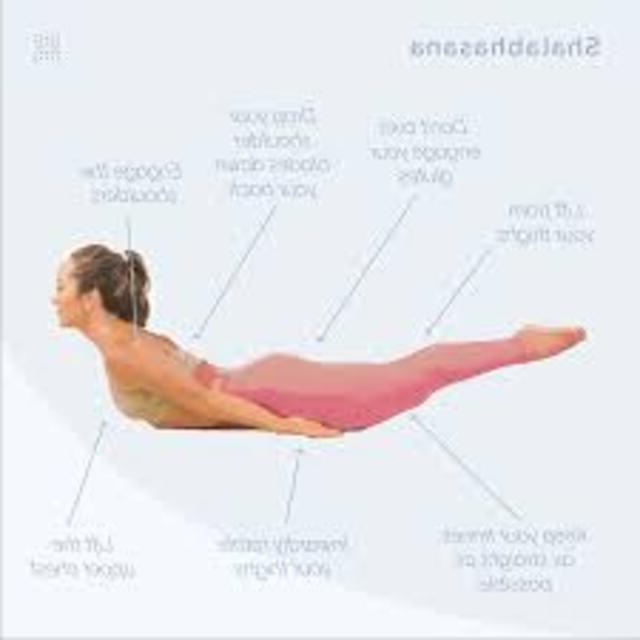 Shalabhasana
Engage the
shoulders
Drop your
shoulder
blades down
your back
Don't over
engage your
glutes
Lift from
your thighs
Lift the
upper chest
Inwardly rotate
your thighs
Keep your knees
as straight as
possible